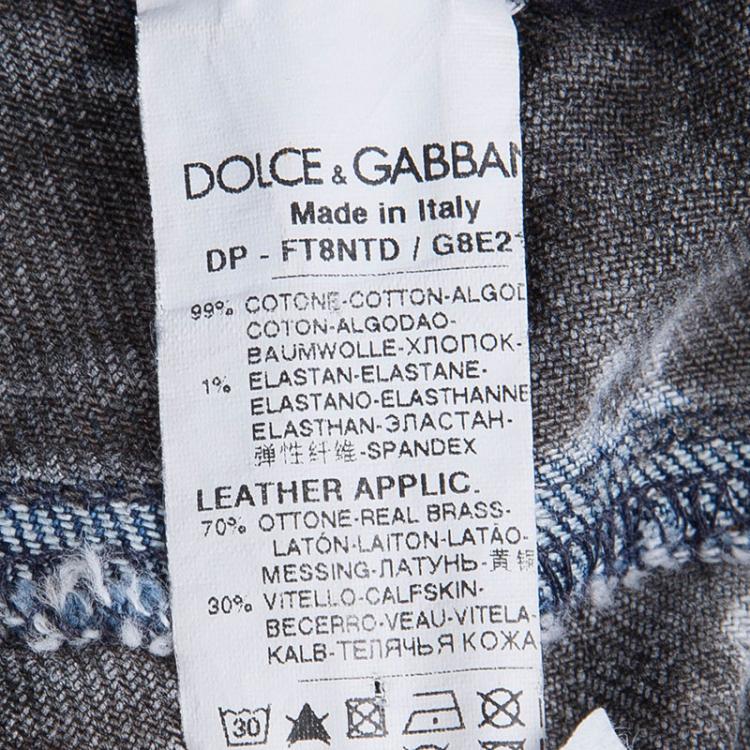 DOLCE & GABBAN
Made in Italy
DP - FT8NTD / G8E2
99% COTONE-COTTON-ALGOD
COTON-ALGODAO-
BAUMWOLLE-ХЛОПОК-
1% ELASTAN-ELASTANE-
ELASTANO-ELASTHANNE
ELASTHAN-ЭЛАСТАН-
弹性纤维-SPANDEX
LEATHER APPLIC.
70% OTTONE-REAL BRASS-
LATÓN-LAITON-LATÃO-
MESSING-ЛАТУНЬ-黄铜
30% VITELLO-CALFSKIN-
BECERRO-VEAU-VITELA-
KALB-ТЕЛЯЧЬЯ КОЖА
30